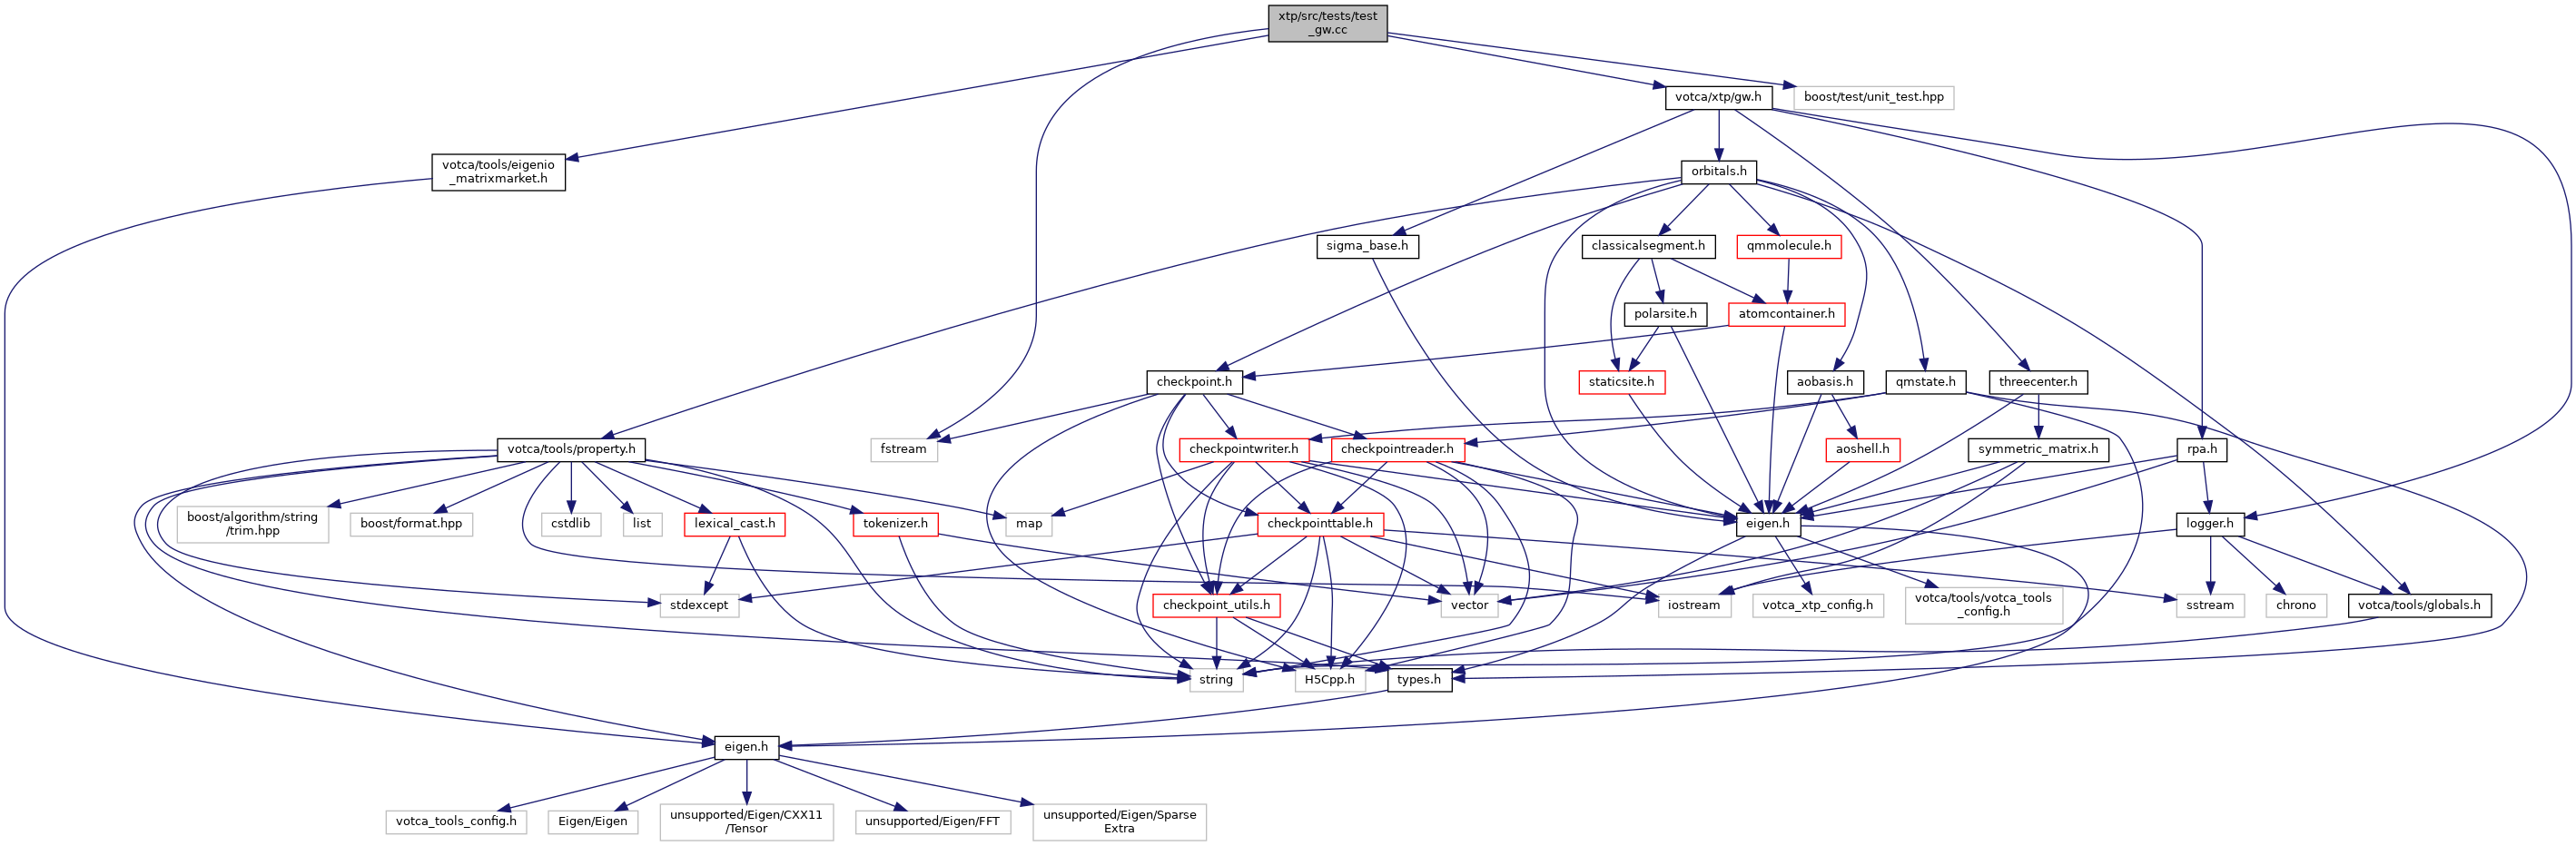 xtp/src/tests/test
_gw.cc
votca/xtp/gw.h
boost/test/unit_test.hpp
votca/tools/eigenio
_matrixmarket.h
orbitals.h
sigma_base.h
classicalsegment.h
qmmolecule.h
polarsite.h
atomcontainer.h
checkpoint.h
staticsite.h
aobasis.h
qmstate.h
threecenter.h
votca/tools/property.h
fstream
checkpointwriter.h
checkpointreader.h
aoshell.h
symmetric_matrix.h
rpa.h
boost/algorithm/string
/trim.hpp
boost/format.hpp
cstdlib
list
lexical_cast.h
tokenizer.h
map
checkpointtable.h
eigen.h
logger.h
stdexcept
checkpoint_utils.h
vector
iostream
votca_xtp_config.h
votca/tools/votca_tools
_config.h
sstream
chrono
votca/tools/globals.h
string
H5Cpp.h
types.h
eigen.h
votca_tools_config.h
Eigen/Eigen
unsupported/Eigen/CXX11
/Tensor
unsupported/Eigen/FFT
unsupported/Eigen/Sparse
Extra